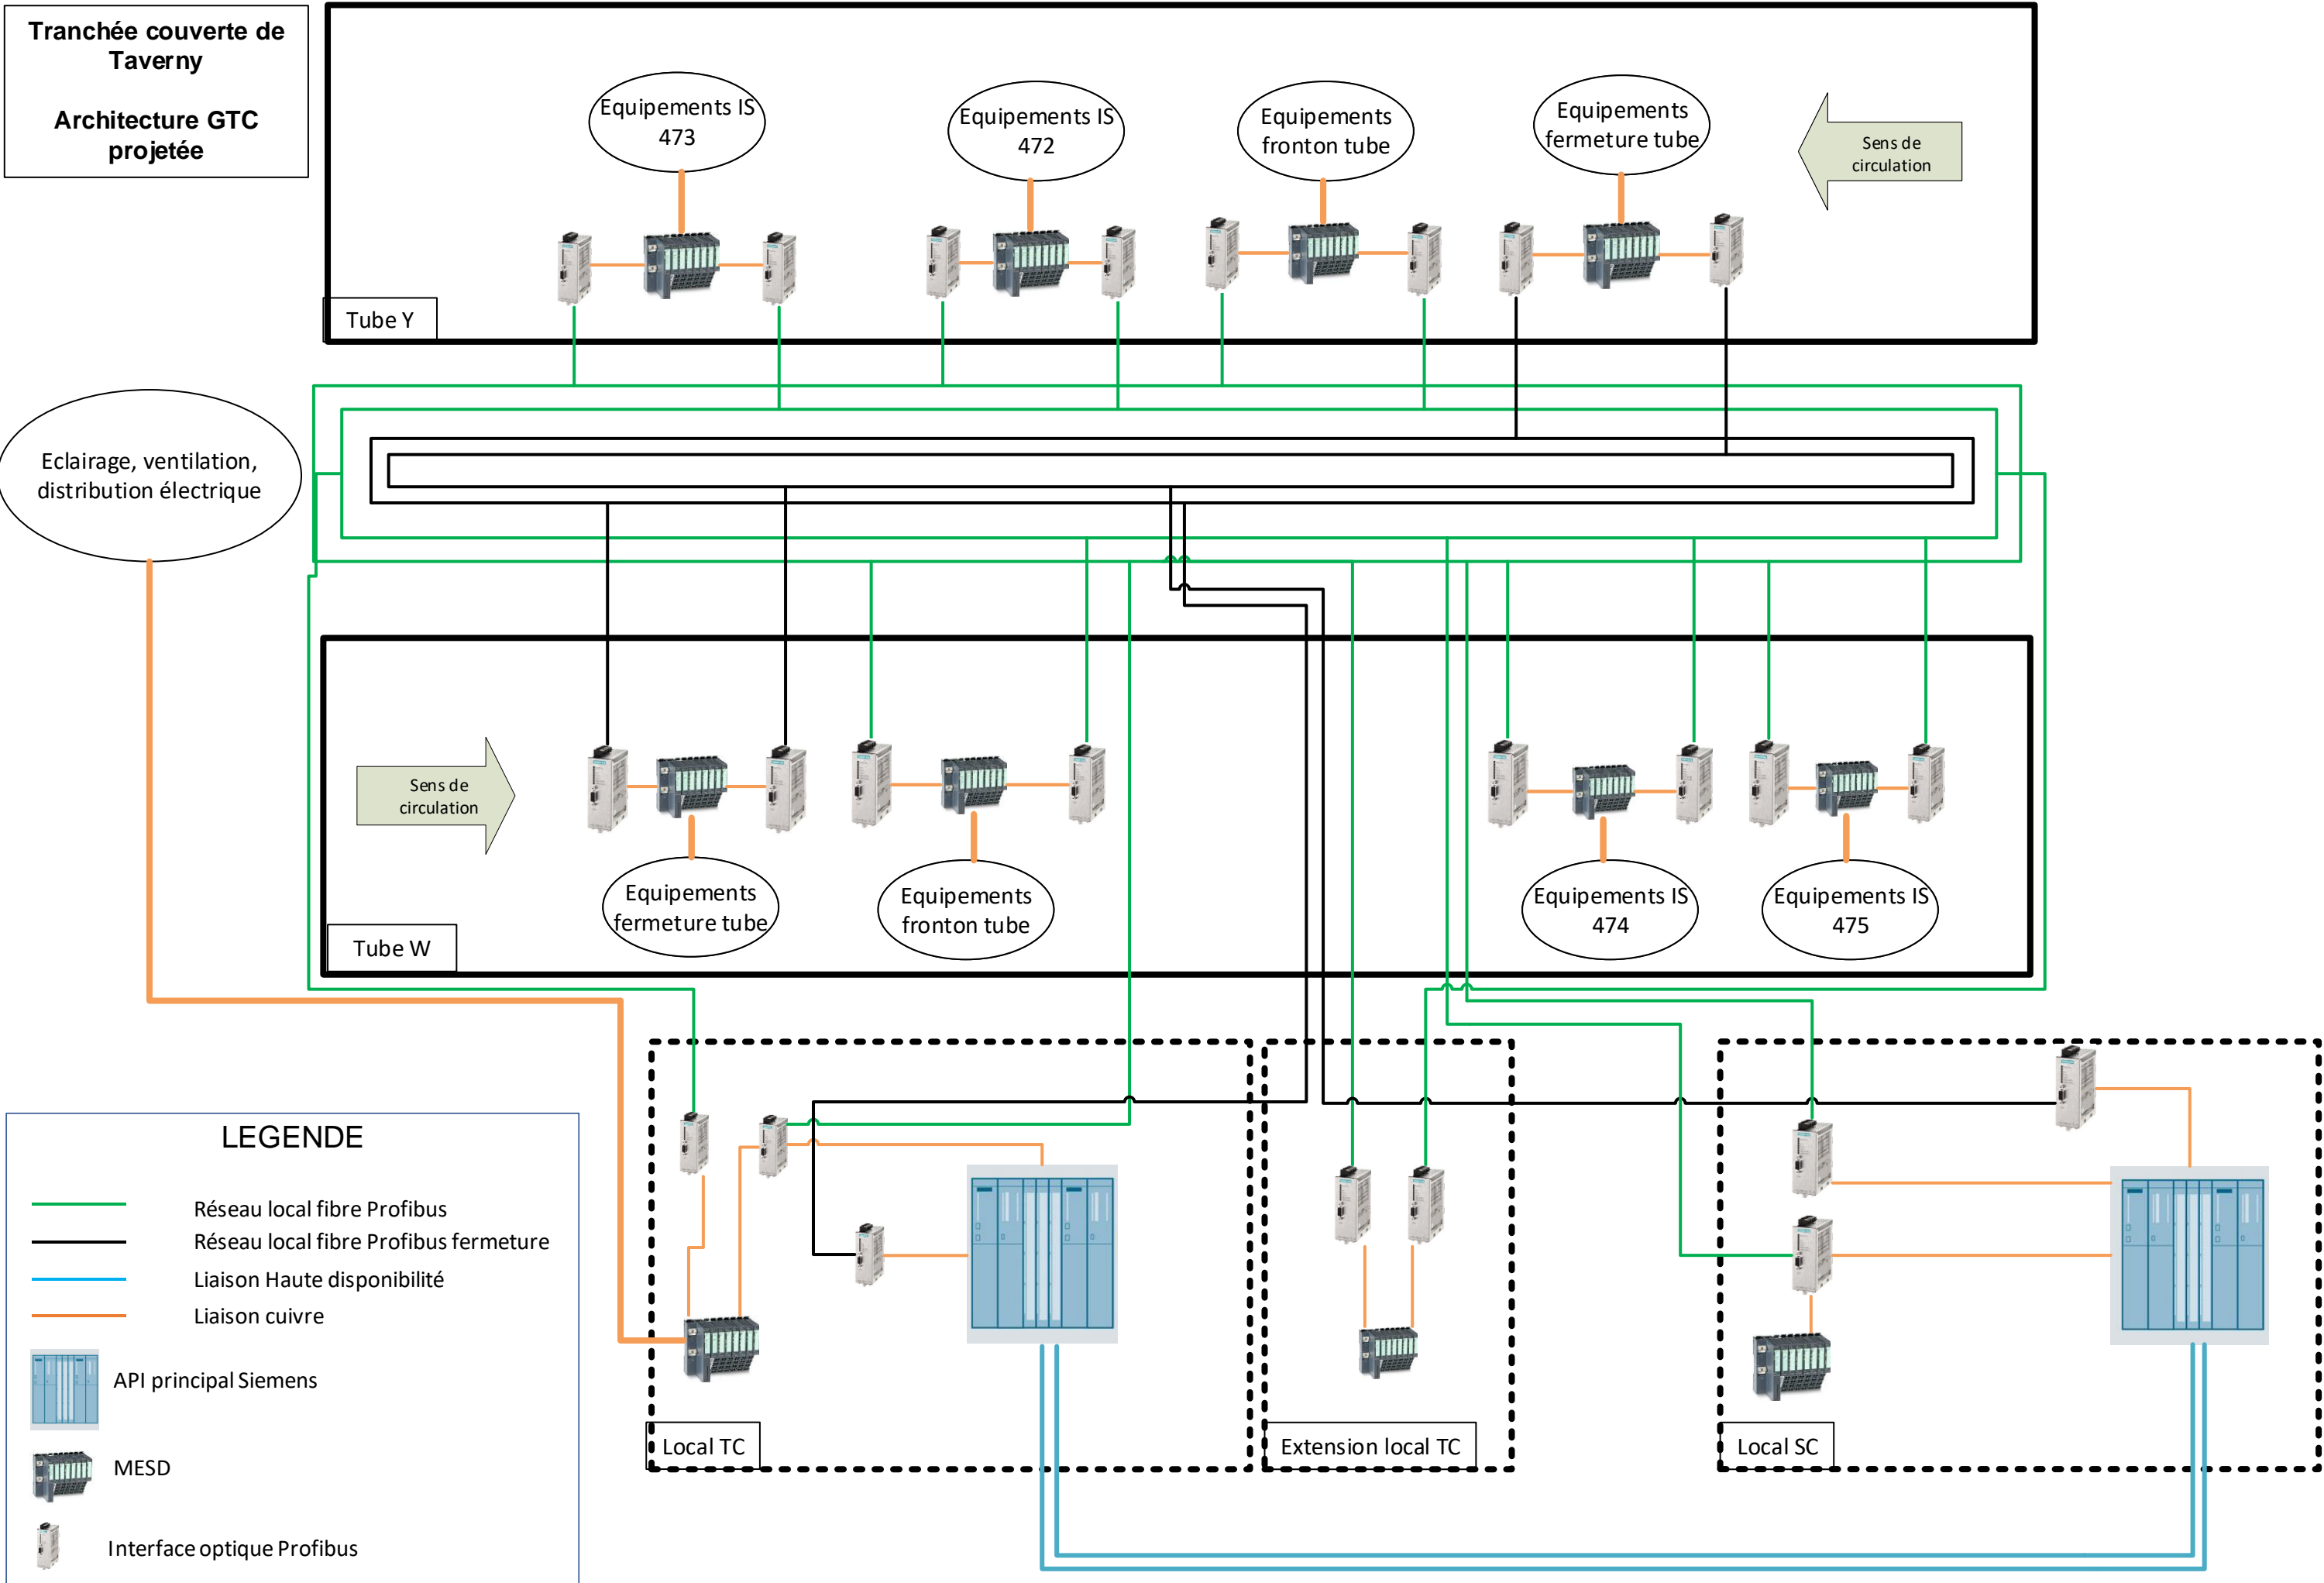 Tranchée couverte de
Taverny
Architecture GTC
projetée
Equipements IS
473
Equipements IS
472
Equipements
fronton tube
Equipements
fermeture tube
Sens de
circulation
Tube Y
Eclairage, ventilation,
distribution électrique
Sens de
circulation
Equipements
fermeture tube
Equipements
fronton tube
Equipements IS
474
Equipements IS
475
Tube W
LEGENDE
Réseau local fibre Profibus
Réseau local fibre Profibus fermeture
Liaison Haute disponibilité
Liaison cuivre
API principal Siemens
MESD
Interface optique Profibus
Local TC
Extension local TC
Local SC